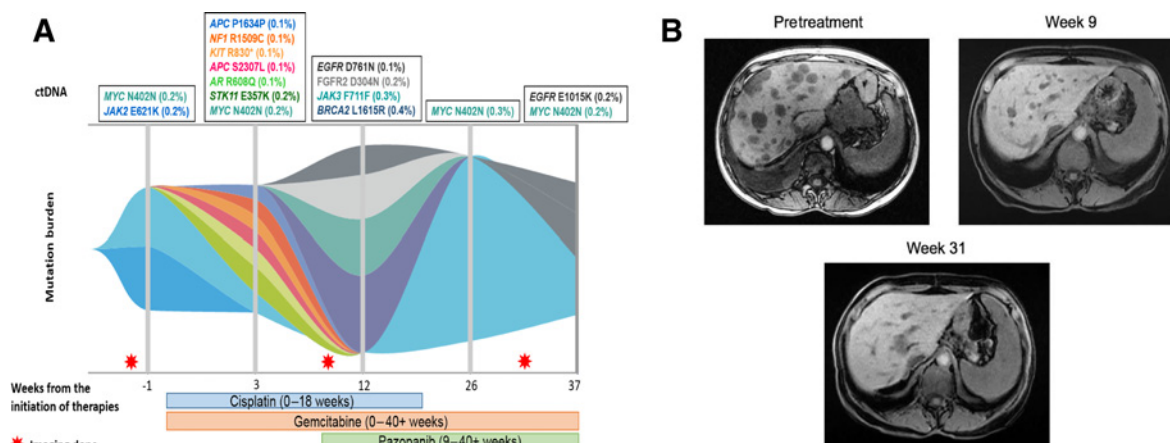 A
ctDNA
MYC N402N (0.2%)
JAK2 E621K (0.2%)
APC P1634P (0.1%)
NF1 R1509C (0.1%)
KIT R830* (0.1%)
APC S2307L (0.1%)
AR R608Q (0.1%)
STK11 E357K (0.2%)
MYC N402N (0.2%)
EGFR D761N (0.1%)
FGFR2 D304N (0.2%)
JAK3 F711F (0.3%)
BRCA2 L1615R (0.4%)
MYC N402N (0.3%)
EGFR E1015K (0.2%)
MYC N402N (0.2%)
Mutation burden
Weeks from the
initiation of therapies
-1 3 12 26 37
Cisplatin (0–18 weeks)
Gemcitabine (0–40+ weeks)
Pazopanib (9–40+ weeks)
B
Pretreatment
Week 9
Week 31